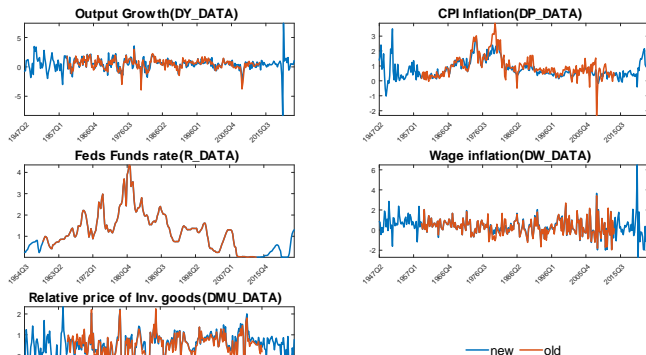 Output Growth(DY_DATA)
5
-5
1947Q2 1957Q1 1966Q4 1976Q3 1986Q2 1996Q1 2005Q4 2015Q3
CPI Inflation(DP_DATA)
3
2
1
0
-1
-2
1947Q2 1957Q1 1966Q4 1976Q3 1986Q2 1996Q1 2005Q4 2015Q3
Feds Funds rate(R_DATA)
4
3
2
1
1954Q3 1963Q2 1972Q1 1980Q4 1989Q3 1998Q2 2007Q1 2015Q4
Wage inflation(DW_DATA)
6
4
2
0
-2
1947Q2 1957Q1 1966Q4 1976Q3 1986Q2 1996Q1 2005Q4 2015Q3
Relative price of Inv. goods(DMU_DATA)
2
1
0
new old